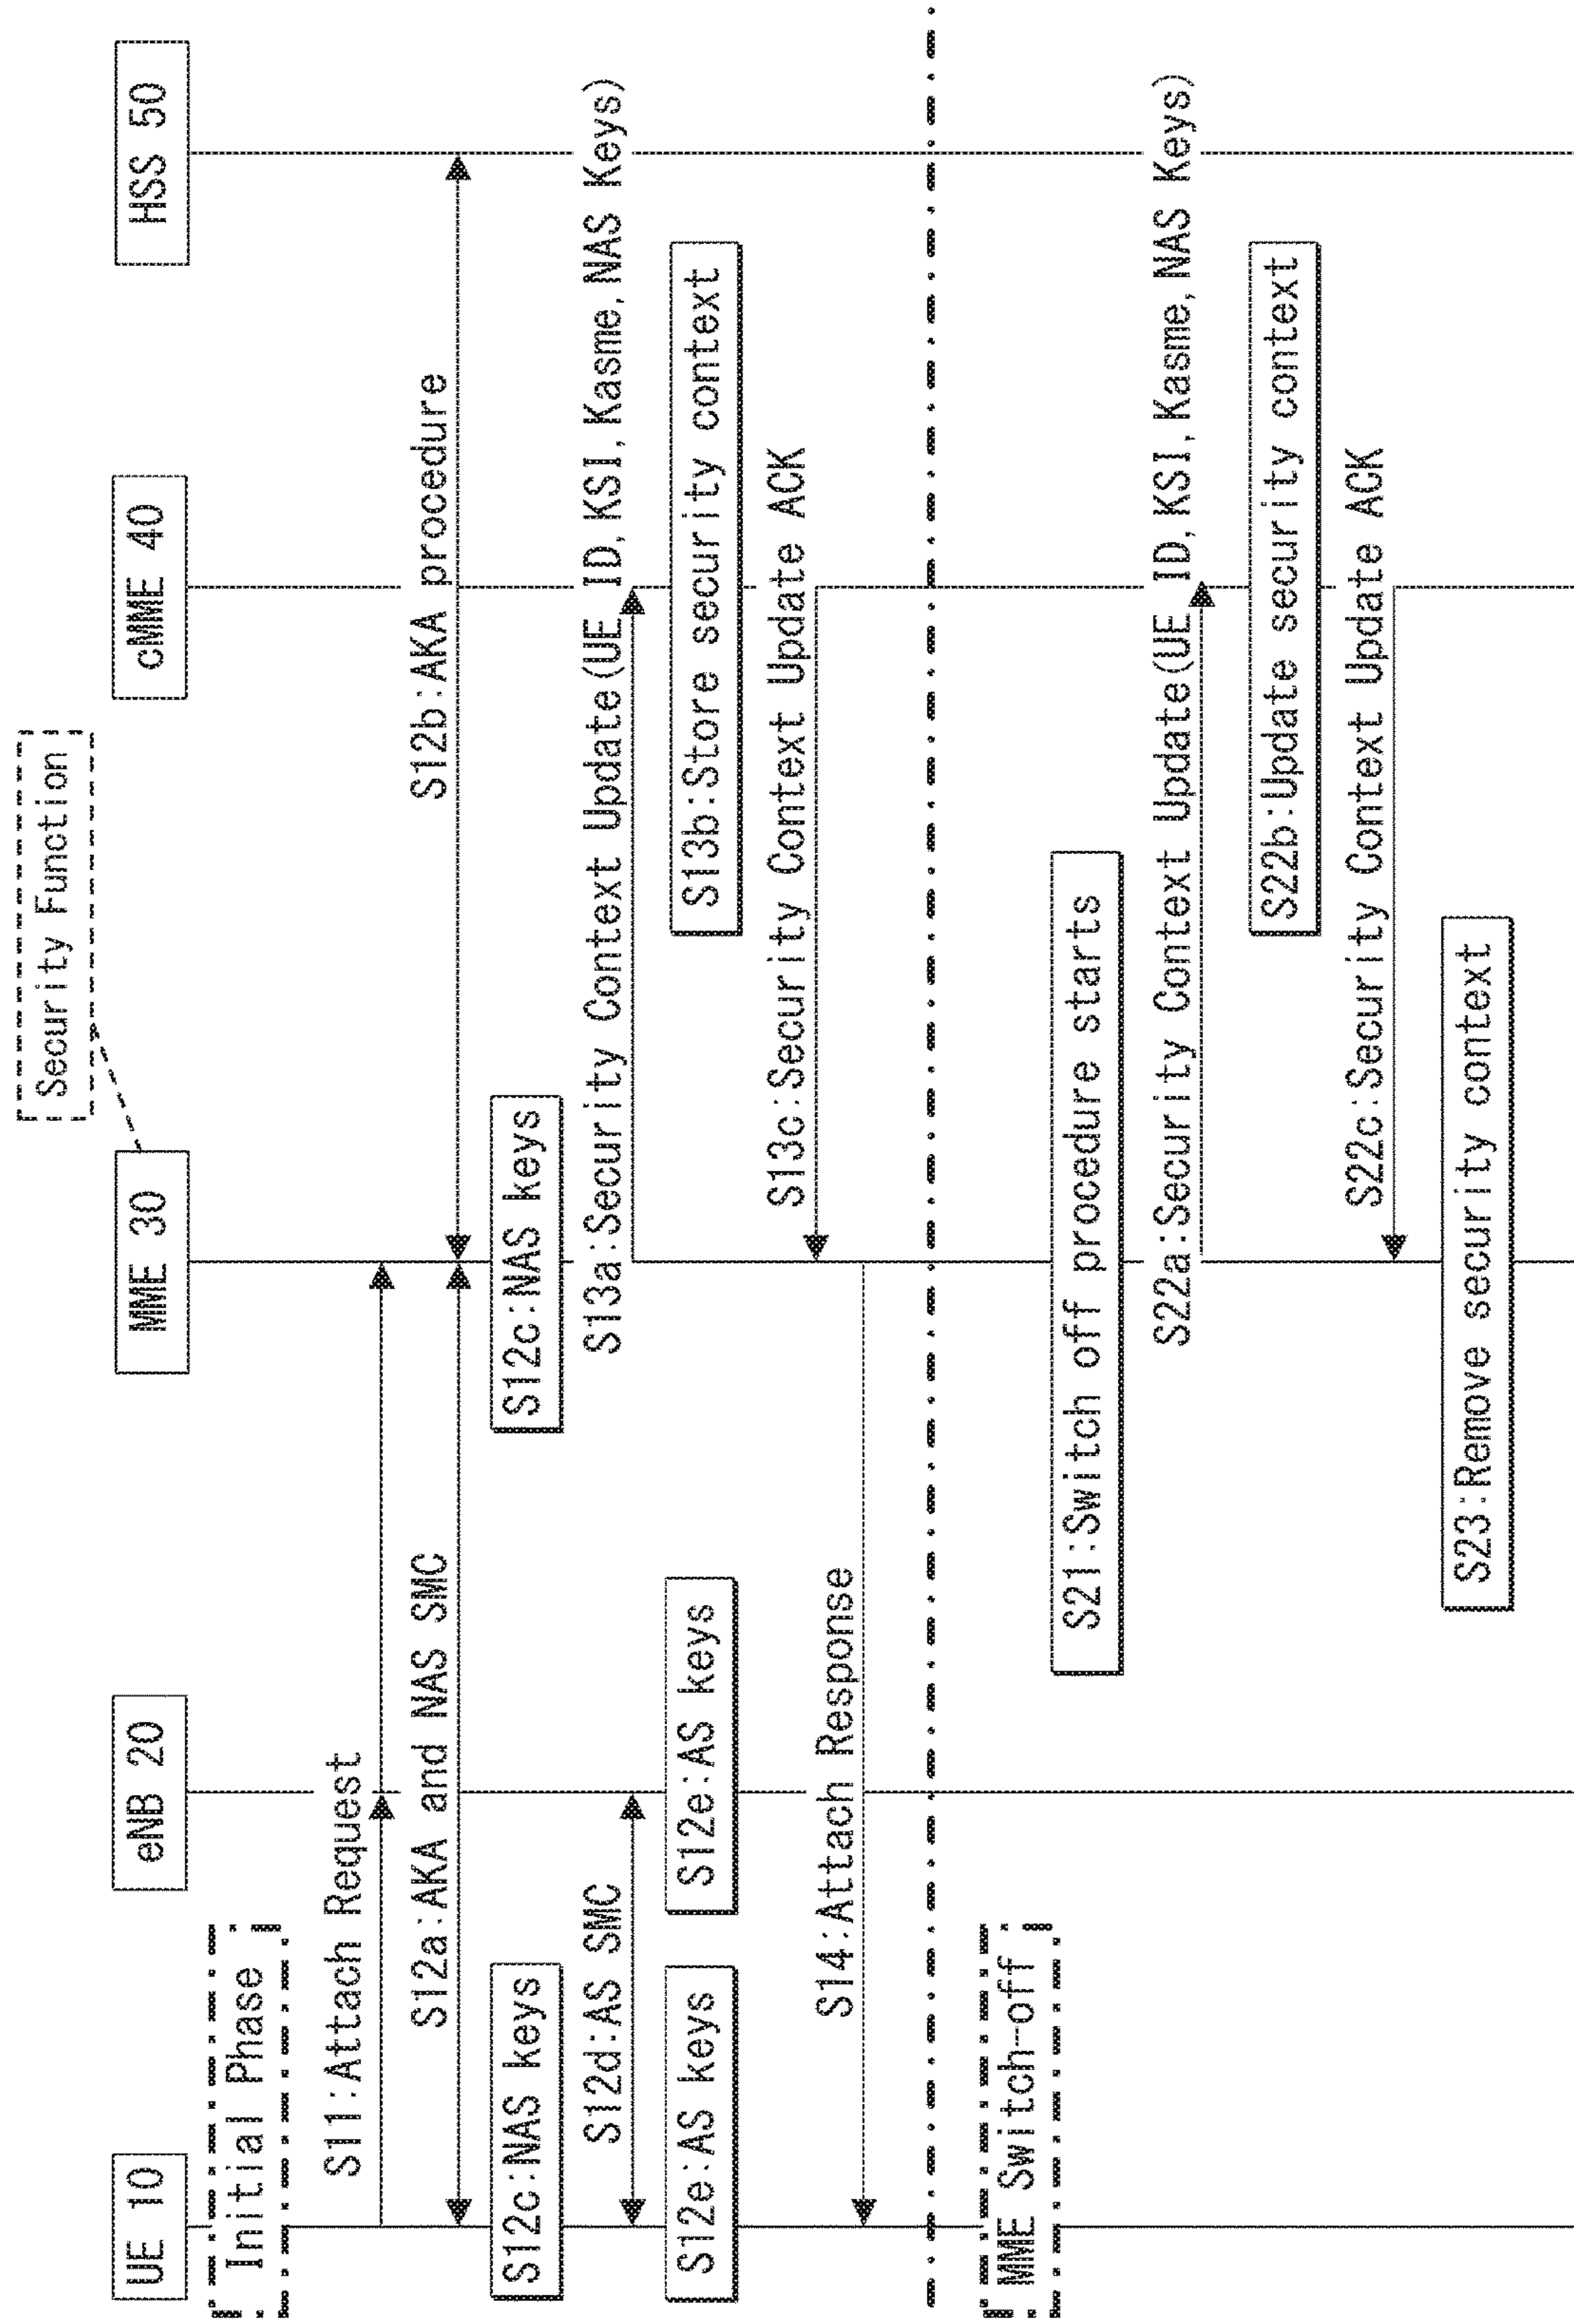 Security Function
UE 10
eNB 20
MME 30
cMME 40
HSS 50
Initial Phase
S11:Attach Request
S12a:AKA and NAS SMC
S12b:AKA procedure
S12c:NAS keys
S12c:NAS keys
S12d:AS SMC
S13a:Security Context Update(UE ID,KSI,Kasme,NAS Keys)
S12e:AS keys
S12e:AS keys
S13b:Store security context
S13c:Security Context Update ACK
S14:Attach Response
MME Switch-off
S21:Switch off procedure starts
S22a:Security Context Update(UE ID,KSI,Kasme,NAS Keys)
S22b:Update security context
S22c:Security Context Update ACK
S23:Remove security context